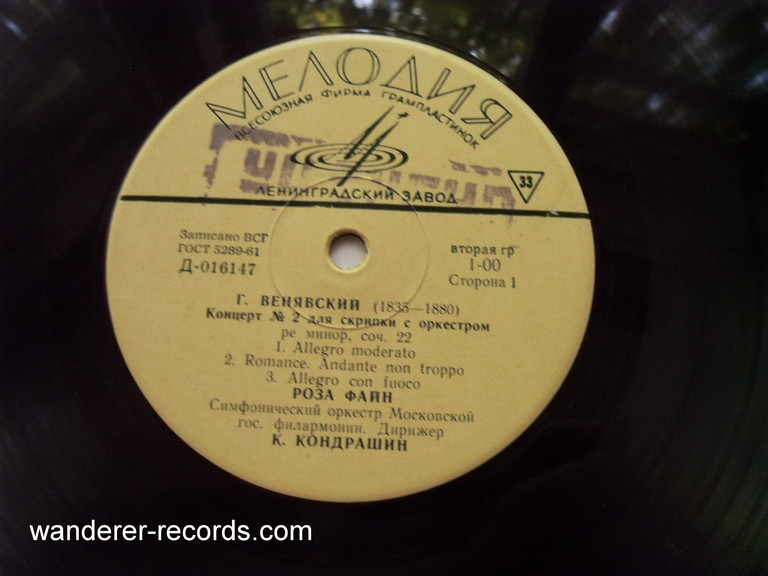 МЕЛОДИЯ
ВСЕСОЮЗНАЯ ФИРМА ГРАМПЛАСТИНОК
33
ЛЕНИНГРАДСКИЙ ЗАВОД
Записано ВСГ
ГОСТ 5289-61
Д-016147
вторая гр
1-00
Сторона 1
Г. ВЕНЯВСКИЙ (1835—1880)
Концерт № 2 для скрипки с оркестром
ре минор, соч. 22
1. Allegro moderato
2. Romance. Andante non troppo
3. Allegro con fuoco
РОЗА ФАЙН
Симфонический оркестр Московской
гос. филармонии. Дирижер
К. КОНДРАШИН
wanderer-records.com